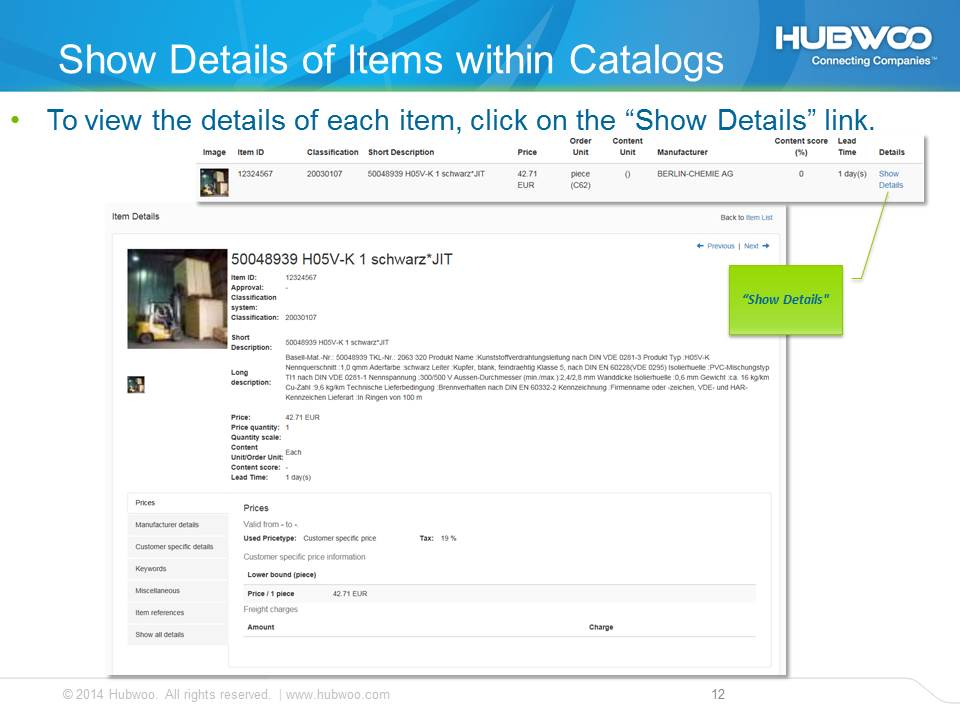 Show Details of Items within Catalogs
HUBWOO
Connecting Companies™
• To view the details of each item, click on the “Show Details” link.
Image Item ID Classification Short Description Price Order Unit Content Unit Manufacturer Content score (%) Lead Time Details
12324567 20030107 50048939 H05V-K 1 schwarz*JIT 42.71 EUR piece (C62) () BERLIN-CHEMIE AG 0 1 day(s) Show Details
Item Details
Back to Item List
← Previous | Next →
“Show Details"
50048939 H05V-K 1 schwarz*JIT
Item ID: 12324567
Approval: -
Classification system:
Classification: 20030107
Short Description: 50048939 H05V-K 1 schwarz*JIT
Long description:
Basell-Mat.-Nr.: 50048939 TKL-Nr.: 2063 320 Produkt Name :Kunststoffverdrahtungsleitung nach DIN VDE 0281-3 Produkt Typ :H05V-K
Nennquerschnitt :1,0 qmm Aderfarbe :schwarz Leiter :Kupfer, blank, feindraehtig Klasse 5, nach DIN EN 60228(VDE 0295) Isolierhuelle :PVC-Mischungstyp
TI1 nach DIN VDE 0281-1 Nennspannung :300/500 V Aussen-Durchmesser (min./max.):2,4/2,8 mm Wanddicke Isolierhuelle :0,6 mm Gewicht :ca. 16 kg/km
Cu-Zahl :9,6 kg/km Technische Lieferbedingung :Brennverhalten nach DIN EN 60332-2 Kennzeichnung :Firmenname oder -zeichen, VDE- und HAR-
Kennzeichen Lieferart :In Ringen von 100 m
Price: 42.71 EUR
Price quantity: 1
Quantity scale:
Content Unit/Order Unit: Each
Content score: -
Lead Time: 1 day(s)
Prices
Manufacturer details
Customer specific details
Keywords
Miscellaneous
Item references
Show all details
Prices
Valid from - to -.
Used Pricetype: Customer specific price Tax: 19 %
Customer specific price information
Lower bound (piece)
Price / 1 piece 42.71 EUR
Freight charges
Amount Charge
© 2014 Hubwoo. All rights reserved. | www.hubwoo.com
12